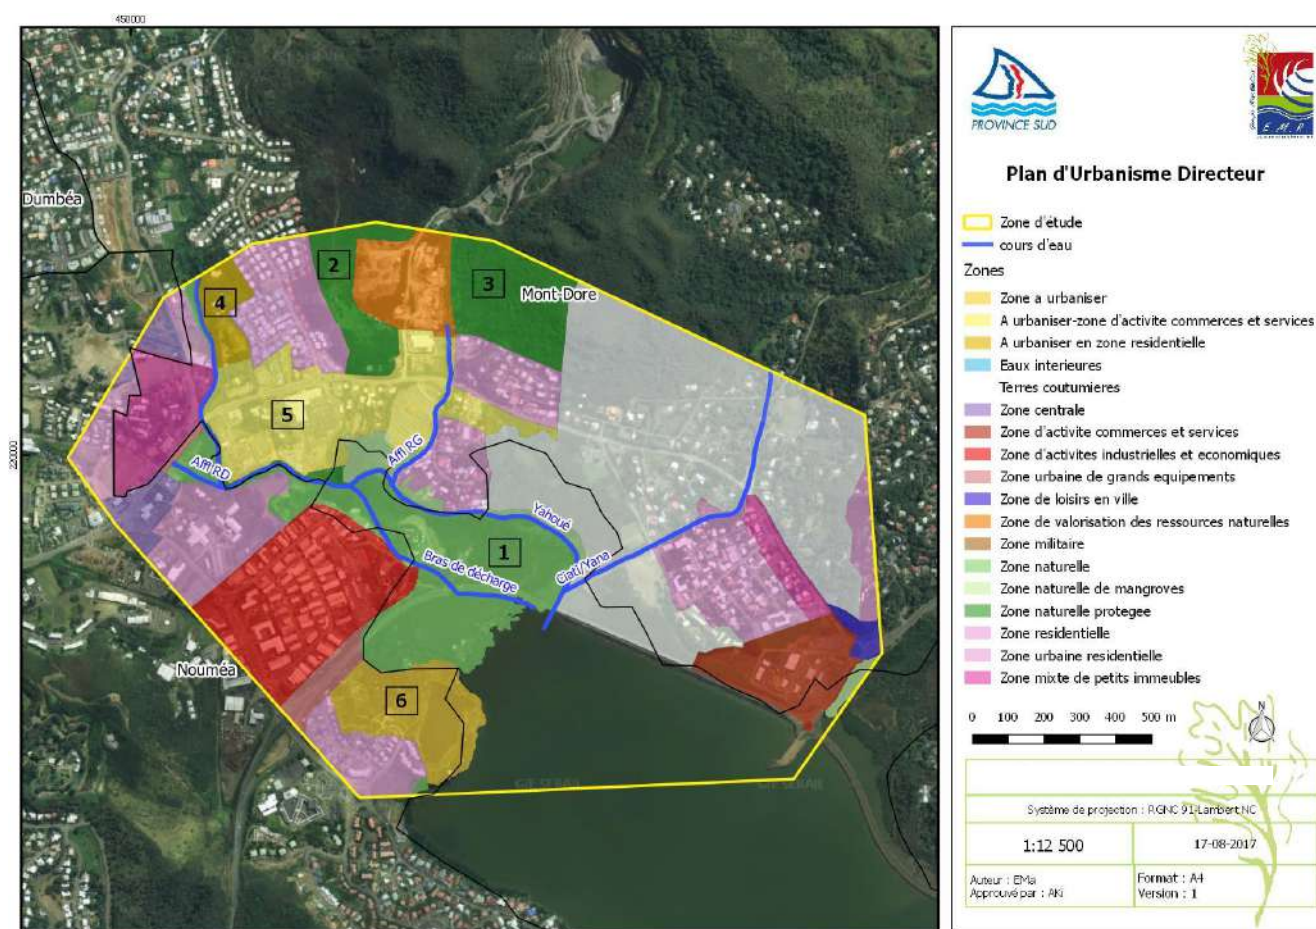 458000
220000
Dumbéa
Mont-Dore
Nouméa
2
3
4
5
1
6
Affl RD
Affl RG
Yahoué
Bras de décharge
Ciati/Yana
PROVINCE SUD
E. M. R
Plan d'Urbanisme Directeur
Zone d'étude
cours d'eau
Zones
Zone a urbaniser
A urbaniser-zone d'activite commerces et services
A urbaniser en zone residentielle
Eaux interieures
Terres coutumieres
Zone centrale
Zone d'activite commerces et services
Zone d'activites industrielles et economiques
Zone urbaine de grands equipements
Zone de loisirs en ville
Zone de valorisation des ressources naturelles
Zone militaire
Zone naturelle
Zone naturelle de mangroves
Zone naturelle protegee
Zone residentielle
Zone urbaine residentielle
Zone mixte de petits immeubles
0 100 200 300 400 500 m
N
Système de projection : RGNC 91-Lambert NC
1:12 500
17-08-2017
Auteur : EMa
Approuvé par : AKi
Format : A4
Version : 1